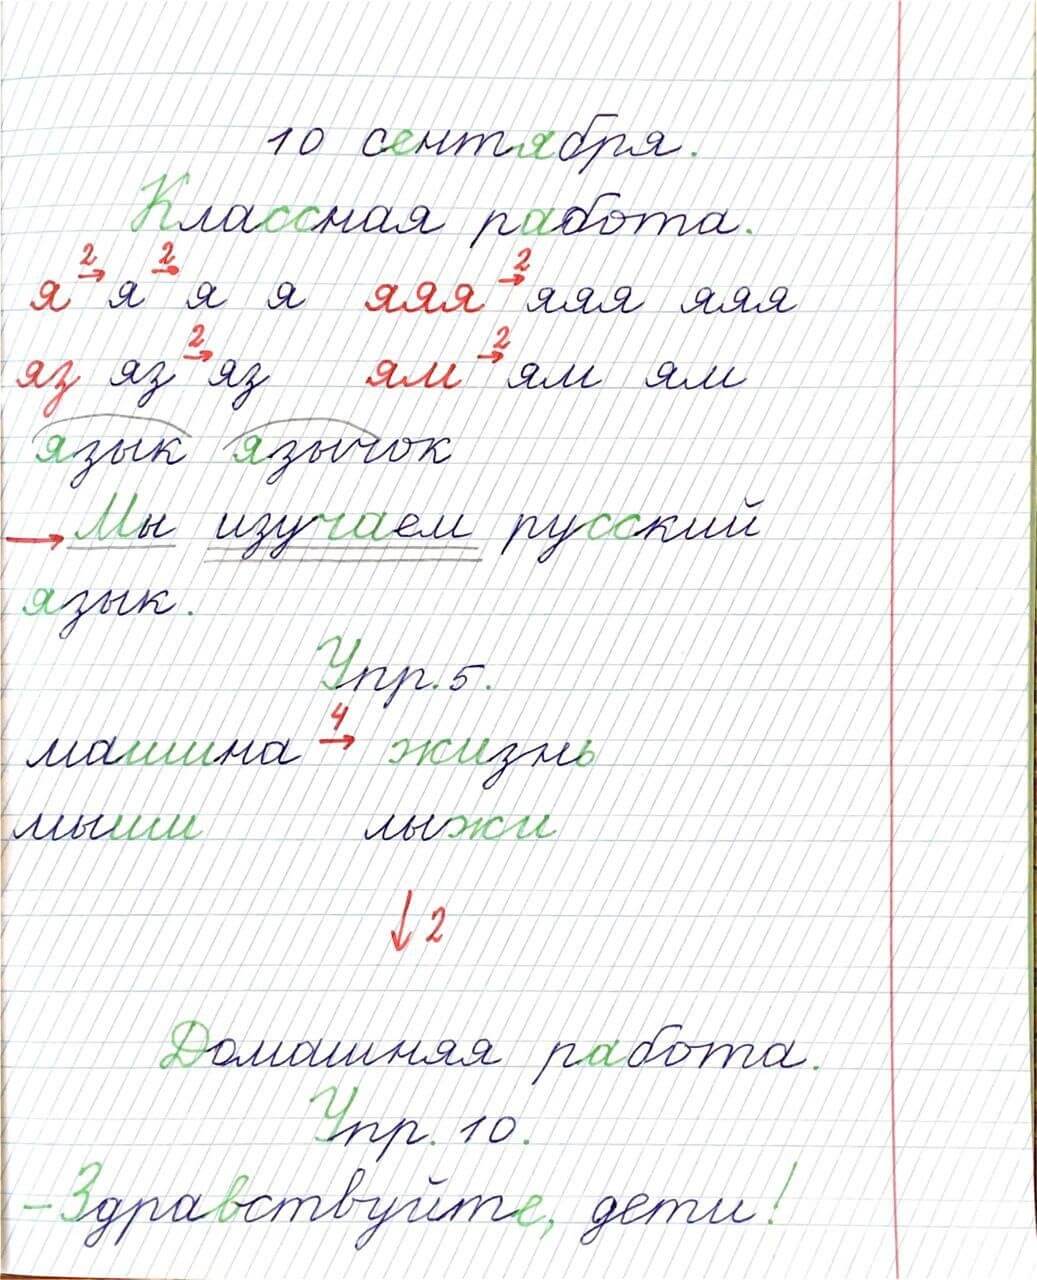 10 сентября.
Классная работа.
2 2 2
я → я → я я яяя → яяя яяя
2 2
яз яз → яз ям → ям ям
язык язычок
→ Мы изучаем русский
язык.
Упр. 5.
4
машина → жизнь
мыши лыжи
↓ 2
Домашняя работа.
Упр. 10.
- Здравствуйте, дети!